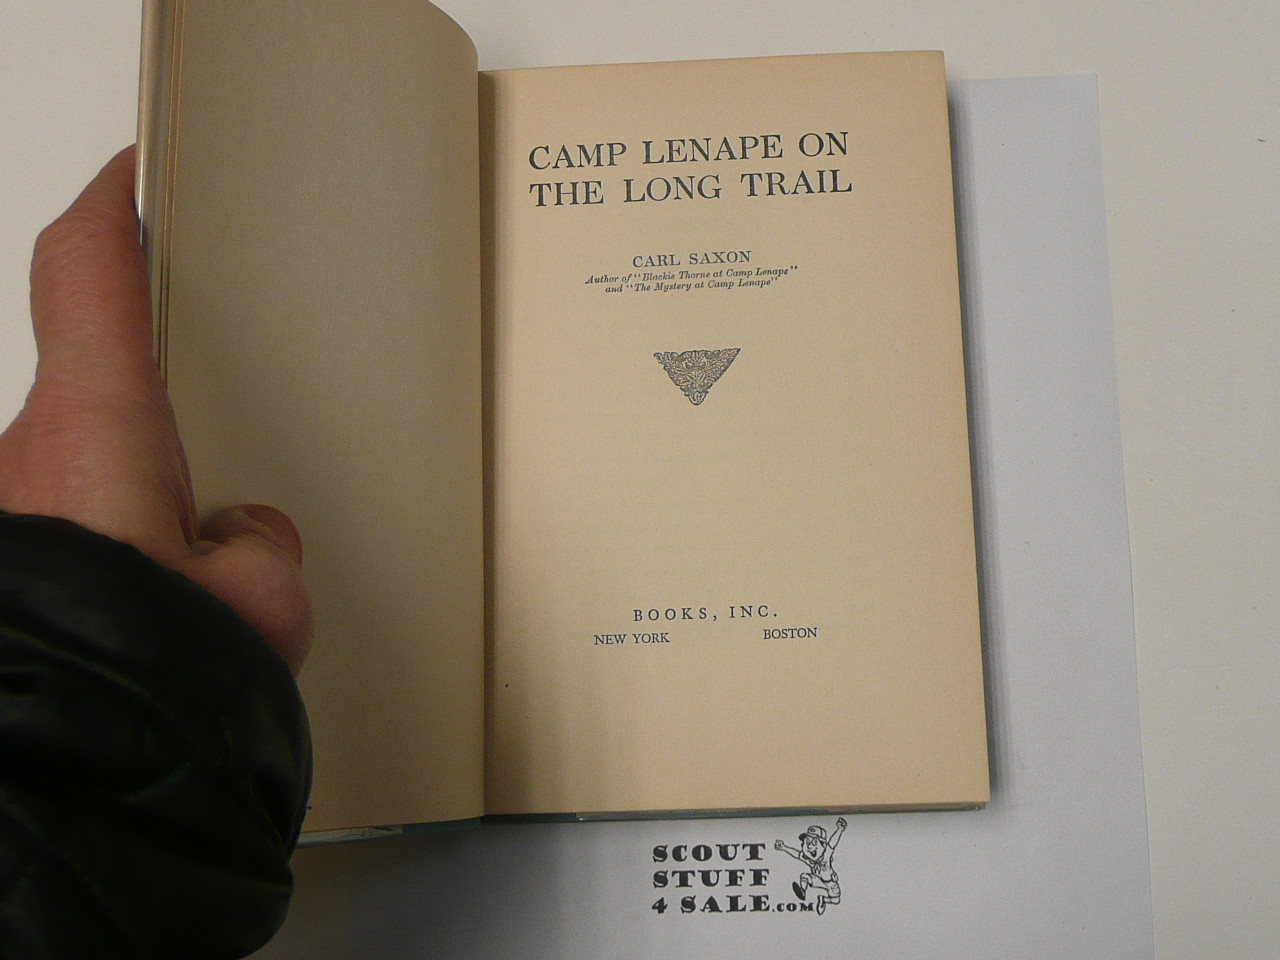 CAMP LENAPE ON
THE LONG TRAIL
CARL SAXON
Author of "Blackie Thorne at Camp Lenape"
and "The Mystery at Camp Lenape"
BOOKS, INC.
NEW YORK BOSTON
SCOUT
STUFF
4 SALE.COM